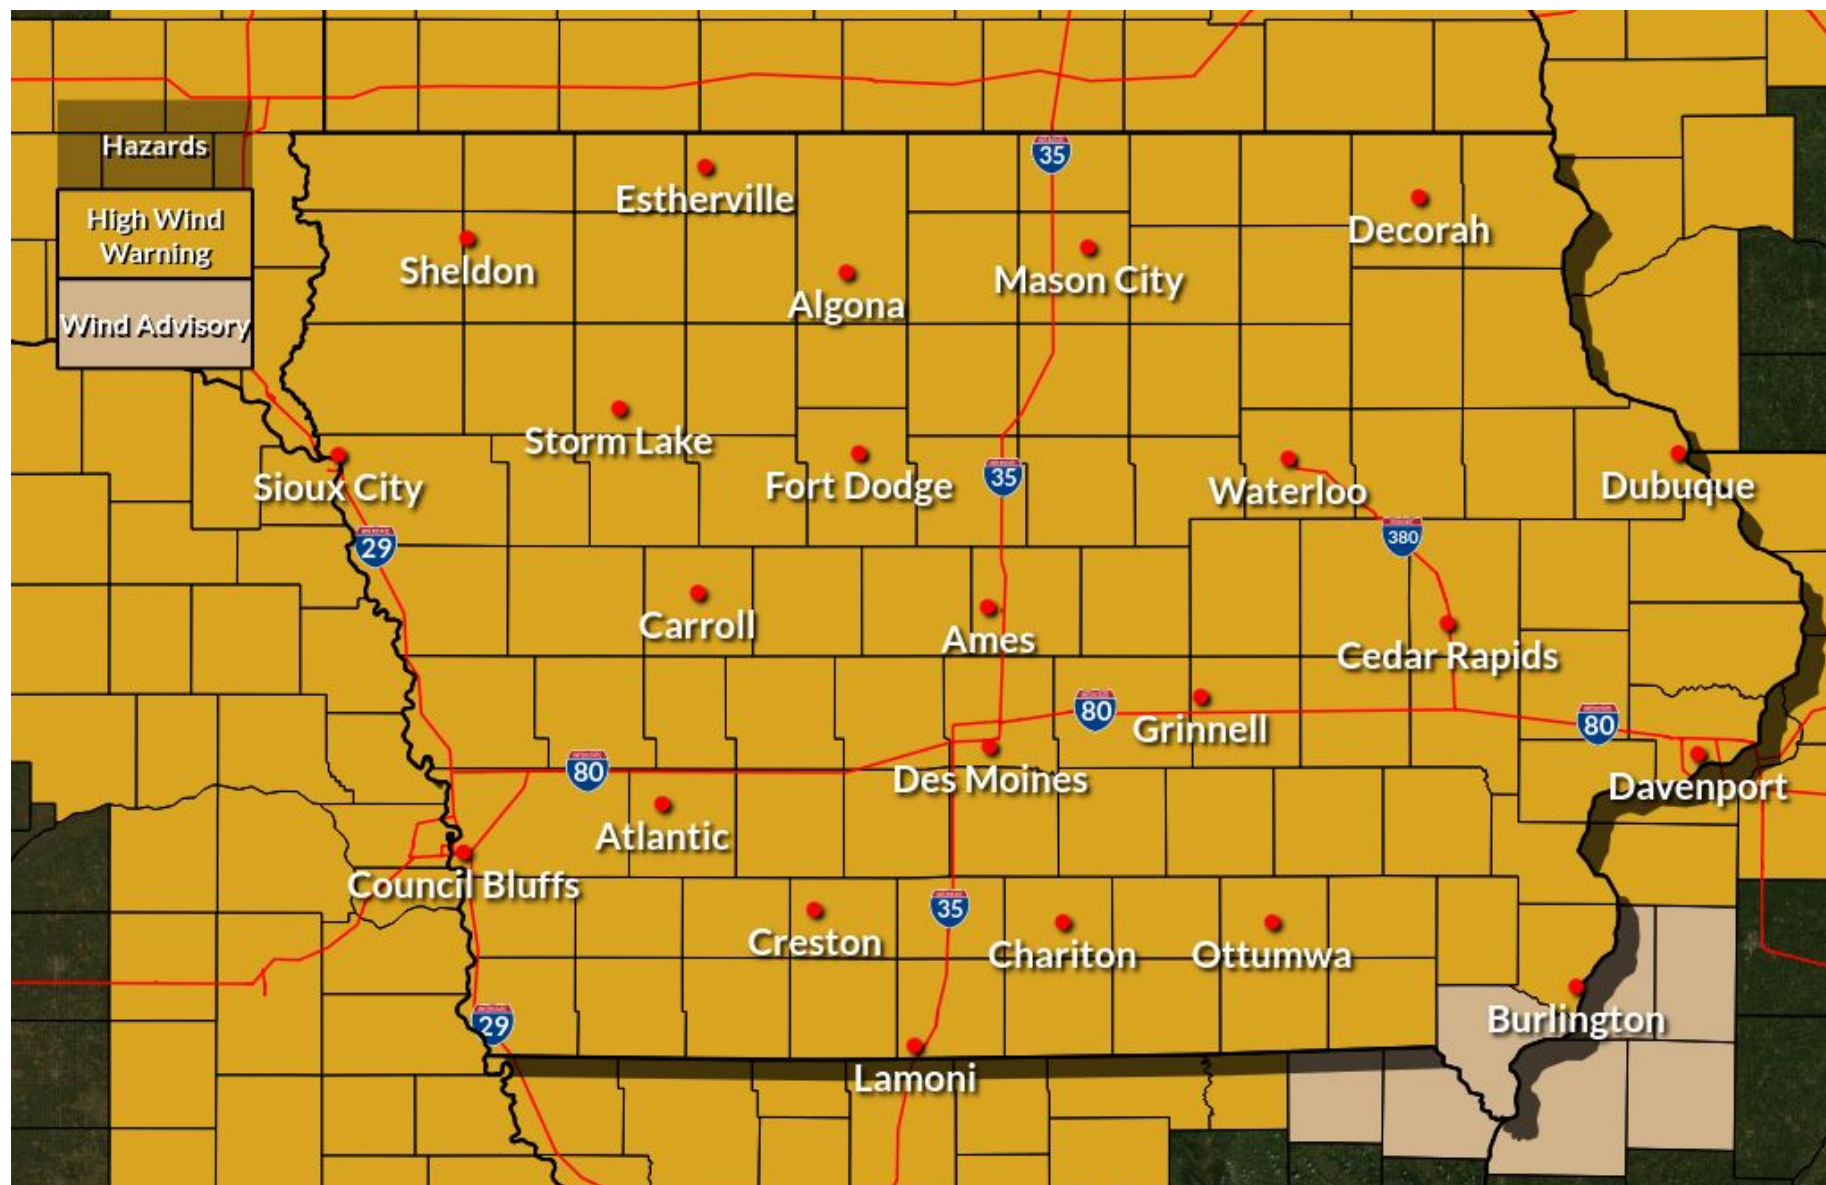 Hazards
High Wind
Warning
Wind Advisory
35
Estherville
Decorah
Sheldon
Mason City
Algona
Storm Lake
Sioux City
Fort Dodge
35
Waterloo
Dubuque
29
380
Carroll
Ames
Cedar Rapids
80
Grinnell
80
Des Moines
80
Davenport
Atlantic
Council Bluffs
35
Creston
Chariton
Ottumwa
29
Burlington
Lamoni